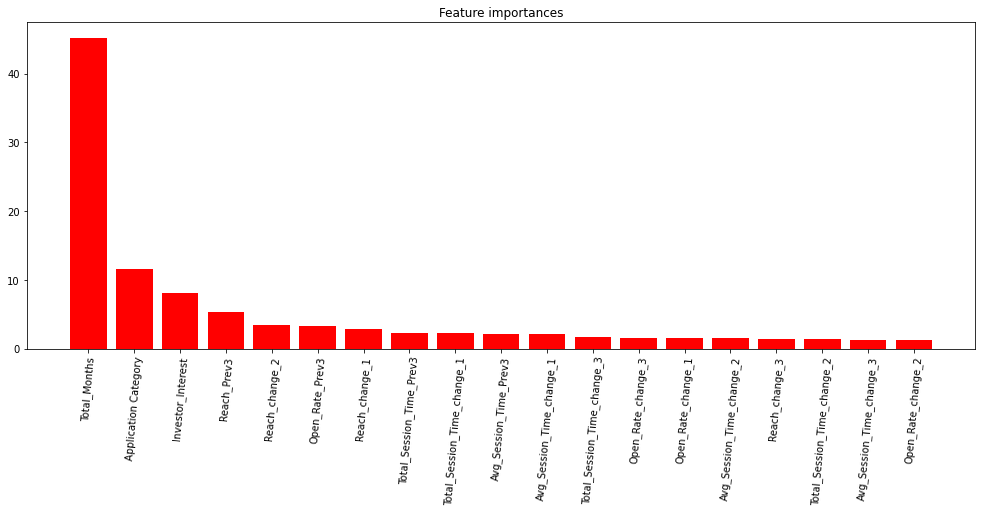 Feature importances
40
30
20
10
0
Total_Months
Application Category
Investor_Interest
Reach_Prev3
Reach_change_2
Open_Rate_Prev3
Reach_change_1
Total_Session_Time_Prev3
Total_Session_Time_change_1
Avg_Session_Time_Prev3
Avg_Session_Time_change_1
Total_Session_Time_change_3
Open_Rate_change_3
Open_Rate_change_1
Avg_Session_Time_change_2
Reach_change_3
Total_Session_Time_change_2
Avg_Session_Time_change_3
Open_Rate_change_2